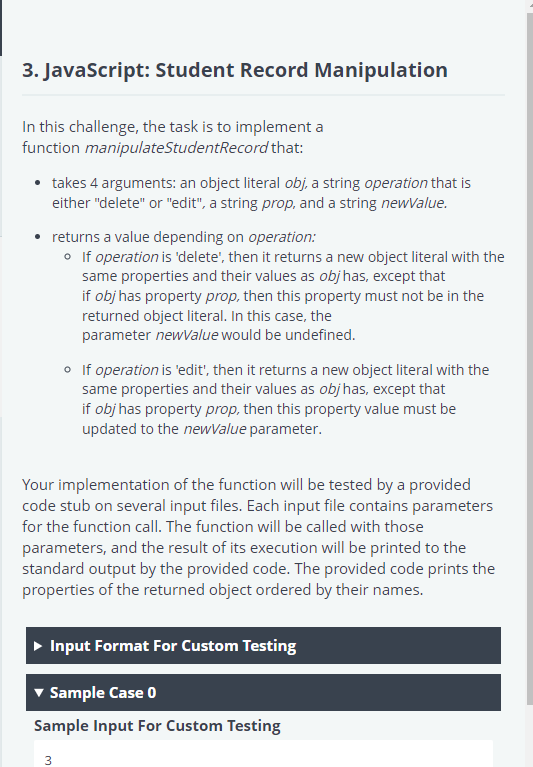 3. JavaScript: Student Record Manipulation
In this challenge, the task is to implement a
function manipulateStudentRecord that:
• takes 4 arguments: an object literal obj, a string operation that is
either "delete" or "edit", a string prop, and a string newValue.
• returns a value depending on operation:
○ If operation is 'delete', then it returns a new object literal with the
same properties and their values as obj has, except that
if obj has property prop, then this property must not be in the
returned object literal. In this case, the
parameter newValue would be undefined.
○ If operation is 'edit', then it returns a new object literal with the
same properties and their values as obj has, except that
if obj has property prop, then this property value must be
updated to the newValue parameter.
Your implementation of the function will be tested by a provided
code stub on several input files. Each input file contains parameters
for the function call. The function will be called with those
parameters, and the result of its execution will be printed to the
standard output by the provided code. The provided code prints the
properties of the returned object ordered by their names.
▶ Input Format For Custom Testing
▼ Sample Case 0
Sample Input For Custom Testing
3